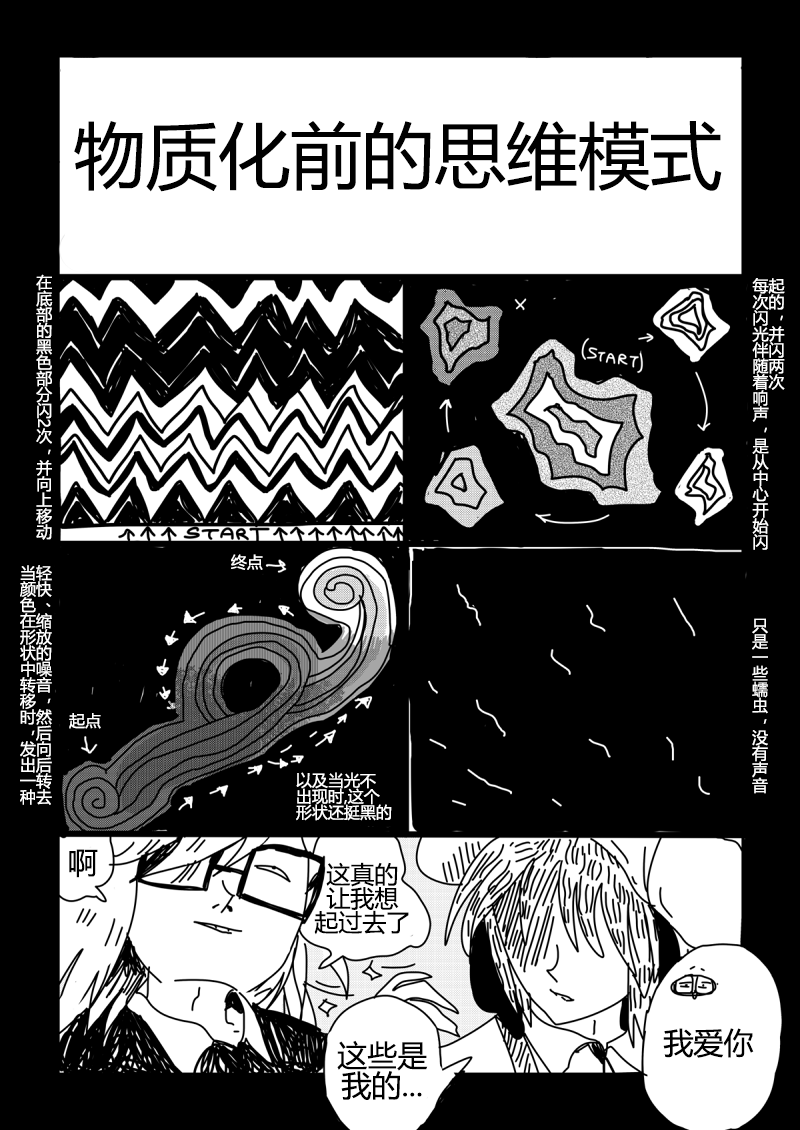 物质化前的思维模式
在底部的黑色部分闪2次，并向上移动
START
(START)
×
起的，并闪两次
每次闪光伴随着响声，是从中心开始闪
轻快、缩放的噪音，然后向后转去
当颜色在形状中转移时，发出一种
终点→
起点
以及当光不
出现时,这个
形状还挺黑的
只是一些蠕虫，没有声音
啊
这真的
让我想
起过去了
这些是
我的...
我爱你